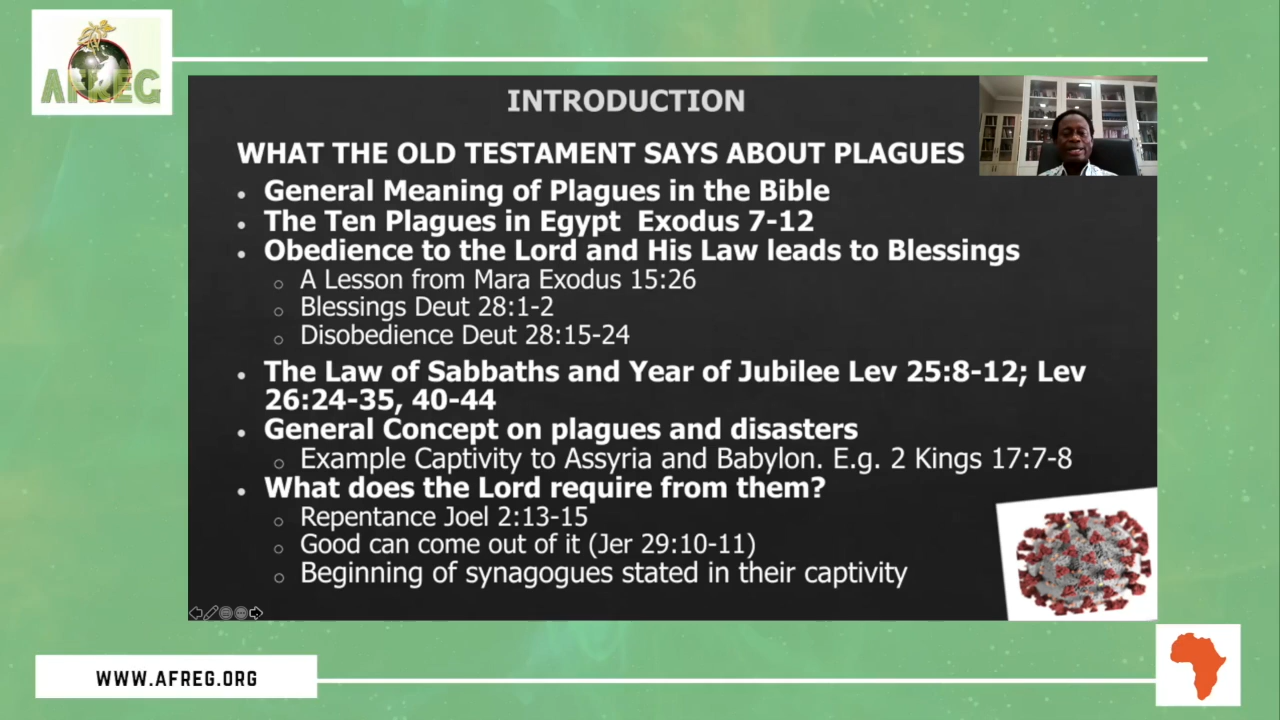 AFREG
INTRODUCTION
WHAT THE OLD TESTAMENT SAYS ABOUT PLAGUES
• General Meaning of Plagues in the Bible
• The Ten Plagues in Egypt Exodus 7-12
• Obedience to the Lord and His Law leads to Blessings
○ A Lesson from Mara Exodus 15:26
○ Blessings Deut 28:1-2
○ Disobedience Deut 28:15-24
• The Law of Sabbaths and Year of Jubilee Lev 25:8-12; Lev
26:24-35, 40-44
• General Concept on plagues and disasters
○ Example Captivity to Assyria and Babylon. E.g. 2 Kings 17:7-8
• What does the Lord require from them?
○ Repentance Joel 2:13-15
○ Good can come out of it (Jer 29:10-11)
○ Beginning of synagogues stated in their captivity
WWW.AFREG.ORG